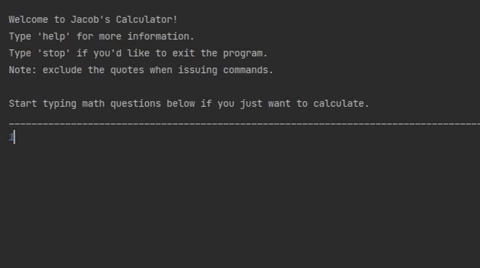 Welcome to Jacob's Calculator!
Type 'help' for more information.
Type 'stop' if you'd like to exit the program.
Note: exclude the quotes when issuing commands.
Start typing math questions below if you just want to calculate.